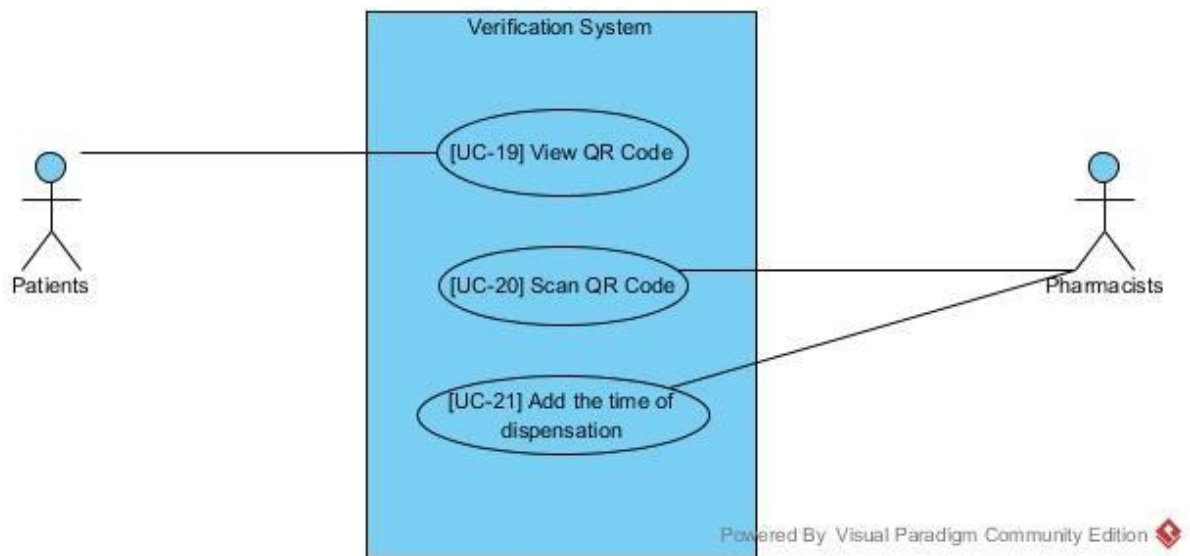 Verification System
[UC-19] View QR Code
Patients
[UC-20] Scan QR Code
Pharmacists
[UC-21] Add the time of
dispensation
Powered By Visual Paradigm Community Edition